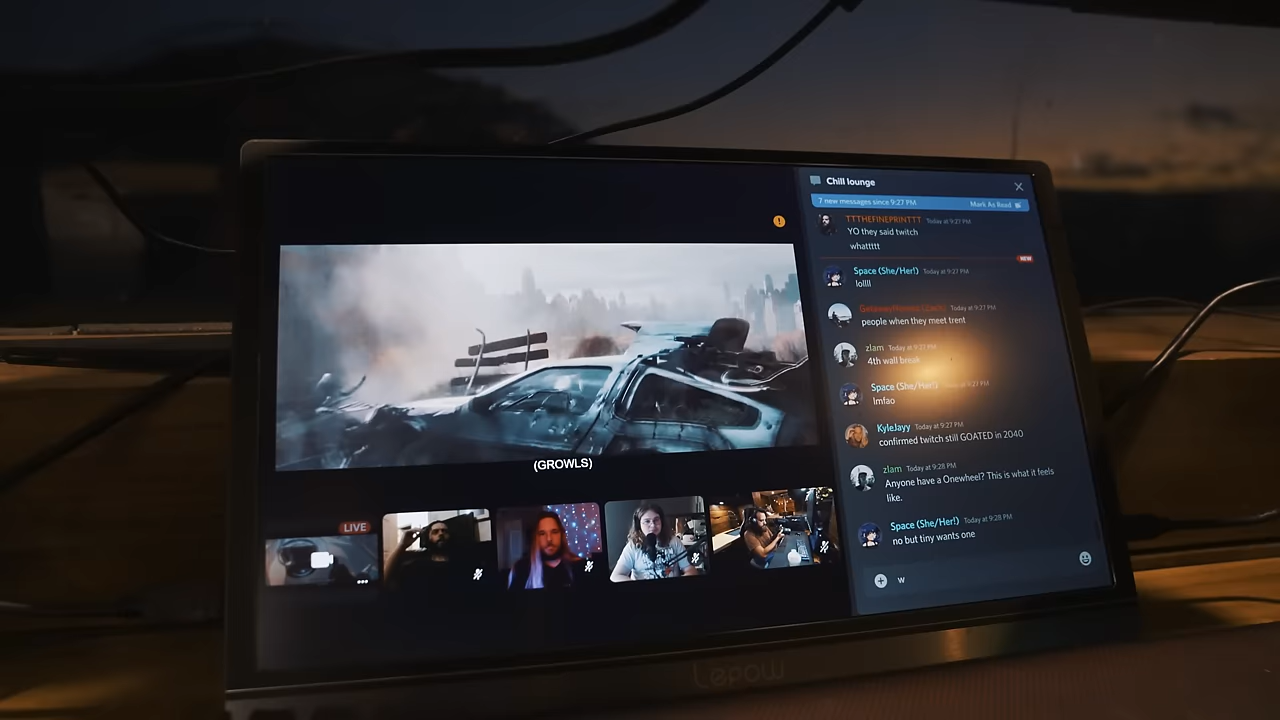 Chill lounge
7 new messages since 9:27 PM
Mark As Read
TTTHEFINEPRINTTT Today at 9:27 PM
YO they said twitch
whattttt
NEW
Space (She/Her!) Today at 9:27 PM
lollll
Today at 9:27 PM
people when they meet trent
zlam Today at 9:27 PM
4th wall break
Space (She/Her!) Today at 9:27 PM
lmfao
KyleJayy Today at 9:27 PM
confirmed twitch still GOATED in 2040
zlam Today at 9:28 PM
Anyone have a Onewheel? This is what it feels
like.
Space (She/Her!) Today at 9:28 PM
no but tiny wants one
w
(GROWLS)
LIVE
Lepow